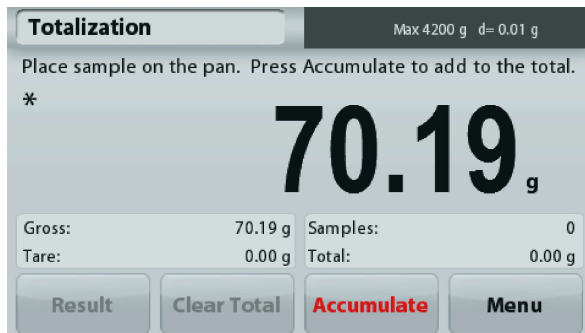 Totalization
Max 4200 g d= 0.01 g
Place sample on the pan. Press Accumulate to add to the total.
*
70.19 g
Gross: 70.19 g Samples: 0
Tare: 0.00 g Total: 0.00 g
Result Clear Total Accumulate Menu